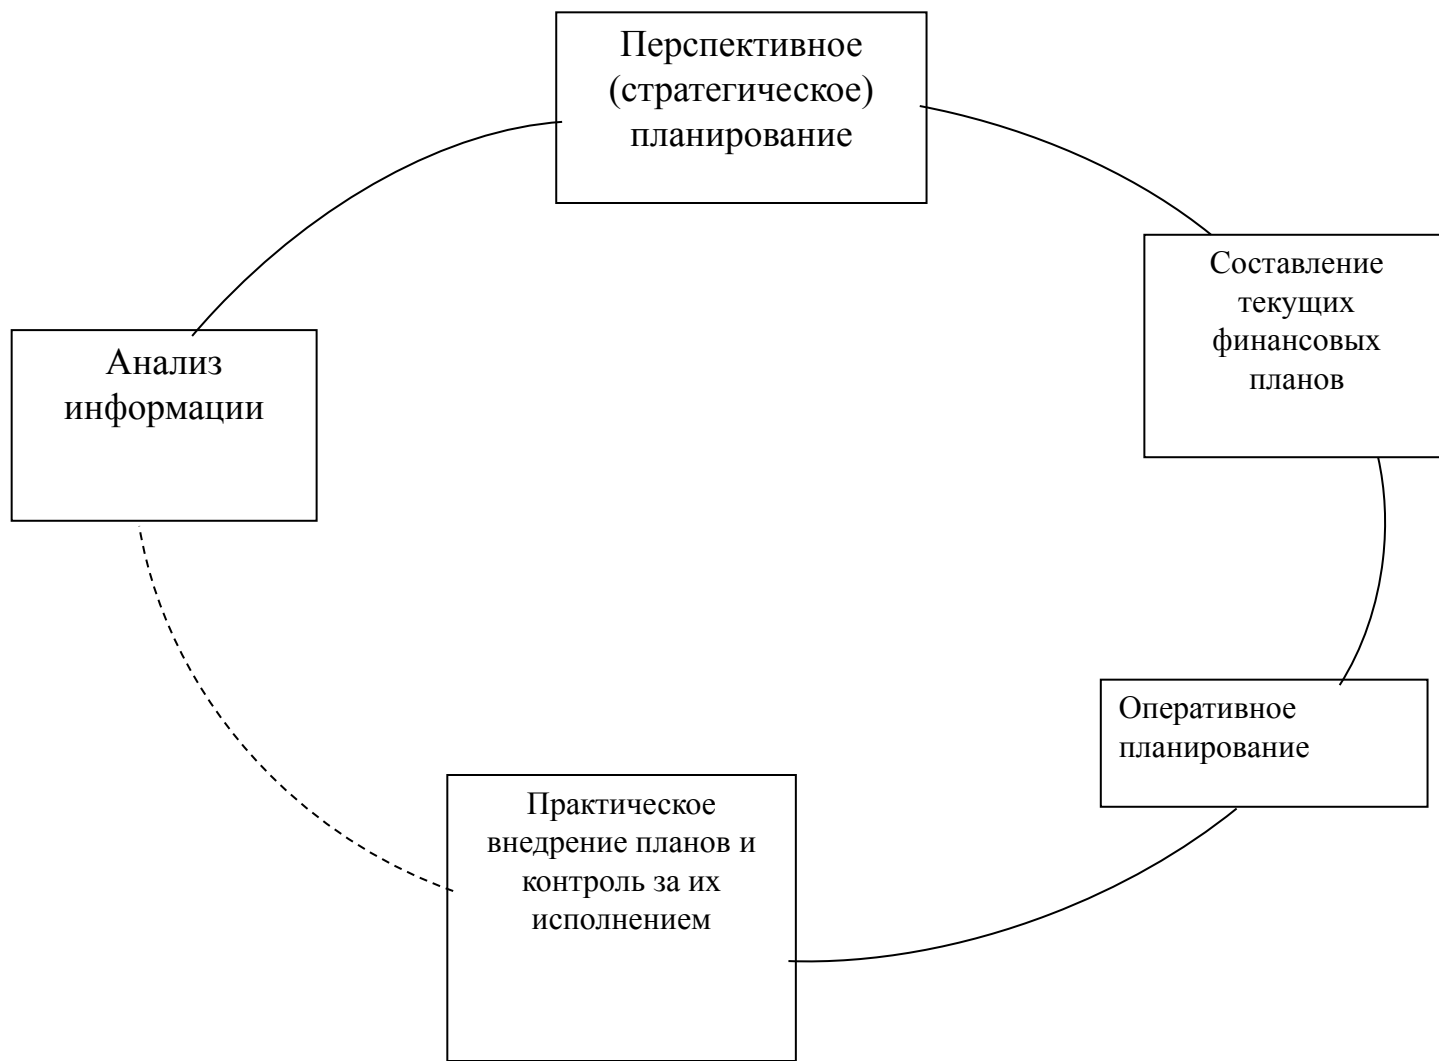 Перспективное
(стратегическое)
планирование
Составление
текущих
финансовых
планов
Анализ
информации
Оперативное
планирование
Практическое
внедрение планов и
контроль за их
исполнением